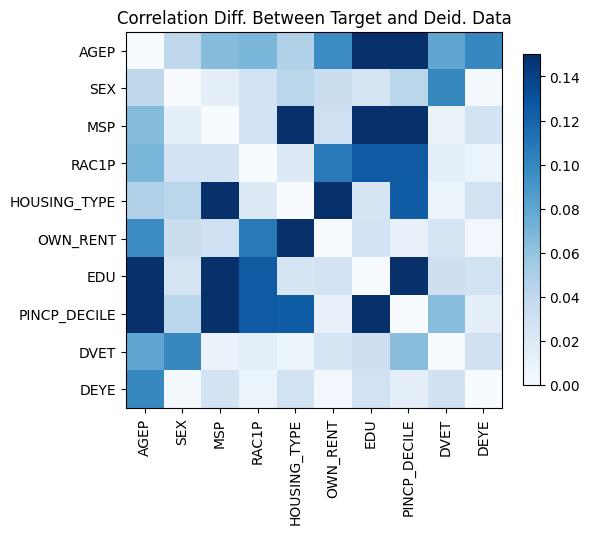 Correlation Diff. Between Target and Deid. Data
AGEP
SEX
MSP
RAC1P
HOUSING_TYPE
OWN_RENT
EDU
PINCP_DECILE
DVET
DEYE
AGEP
SEX
MSP
RAC1P
HOUSING_TYPE
OWN_RENT
EDU
PINCP_DECILE
DVET
DEYE
0.14
0.12
0.10
0.08
0.06
0.04
0.02
0.00